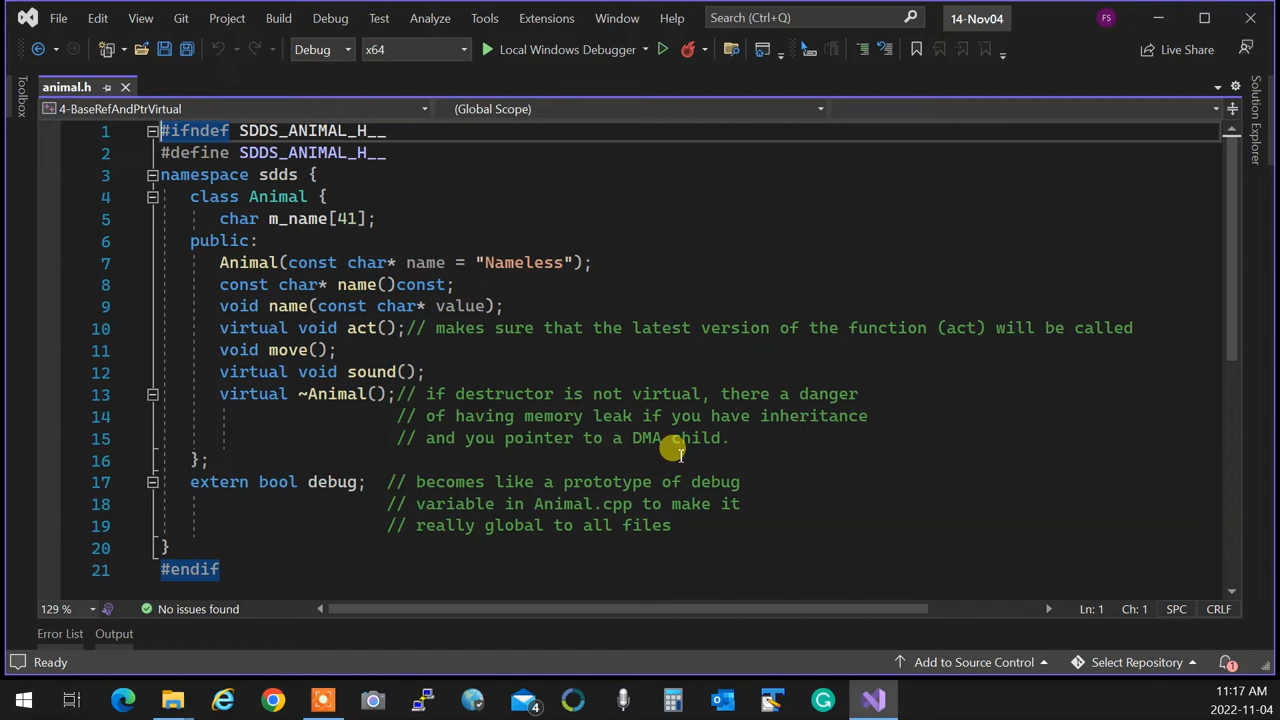 File Edit View Git Project Build Debug Test Analyze Tools Extensions Window Help Search (Ctrl+Q) 14-Nov04 FS
Debug x64 Local Windows Debugger Live Share
Toolbox
animal.h
Solution Explorer
4-BaseRefAndPtrVirtual (Global Scope)
1 #ifndef SDDS_ANIMAL_H__
2 #define SDDS_ANIMAL_H__
3 namespace sdds {
4 class Animal {
5 char m_name[41];
6 public:
7 Animal(const char* name = "Nameless");
8 const char* name()const;
9 void name(const char* value);
10 virtual void act();// makes sure that the latest version of the function (act) will be called
11 void move();
12 virtual void sound();
13 virtual ~Animal();// if destructor is not virtual, there a danger
14 // of having memory leak if you have inheritance
15 // and you pointer to a DMA child.
16 };
17 extern bool debug; // becomes like a prototype of debug
18 // variable in Animal.cpp to make it
19 // really global to all files
20 }
21 #endif
129 % No issues found Ln: 1 Ch: 1 SPC CRLF
Error List Output
Ready Add to Source Control Select Repository 1
4
11:17 AM
2022-11-04